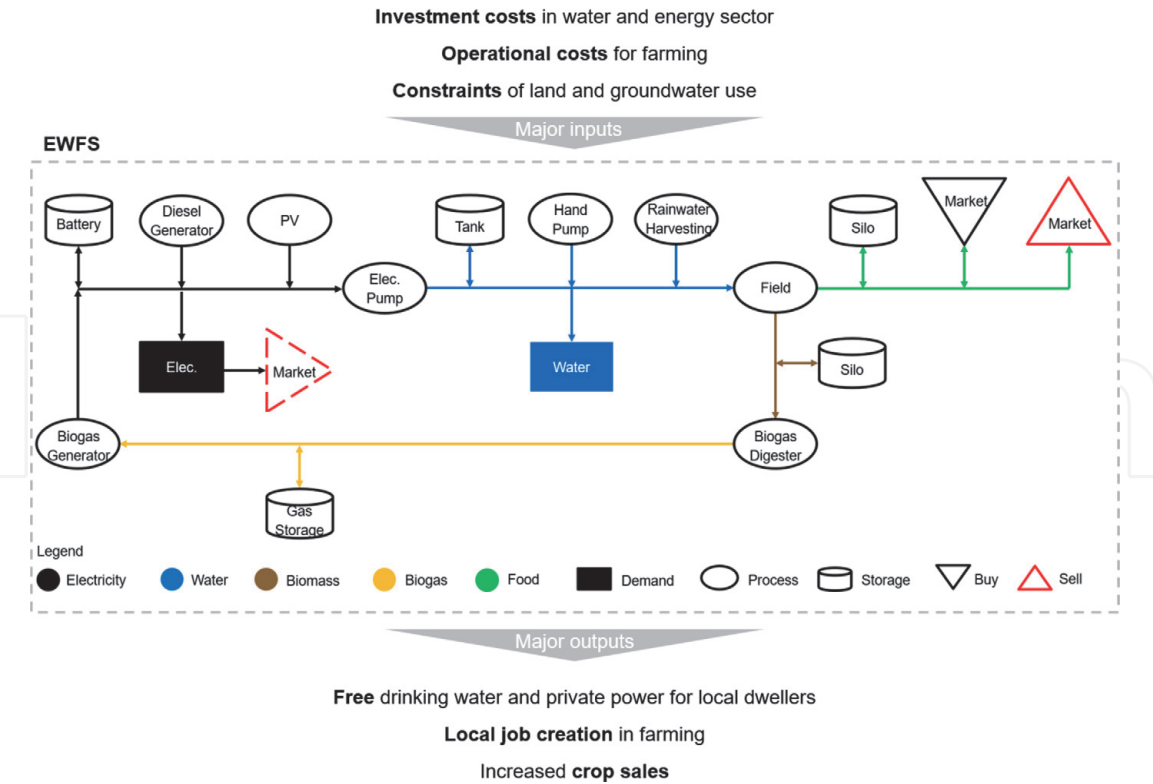 Investment costs in water and energy sector
Operational costs for farming
Constraints of land and groundwater use
Major inputs
EWFS
Battery
Diesel
Generator
PV
Tank
Hand
Pump
Rainwater
Harvesting
Silo
Market
Market
Elec.
Pump
Field
Elec.
Market
Water
Silo
Biogas
Generator
Biogas
Digester
Gas
Storage
Legend
Electricity
Water
Biomass
Biogas
Food
Demand
Process
Storage
Buy
Sell
Major outputs
Free drinking water and private power for local dwellers
Local job creation in farming
Increased crop sales